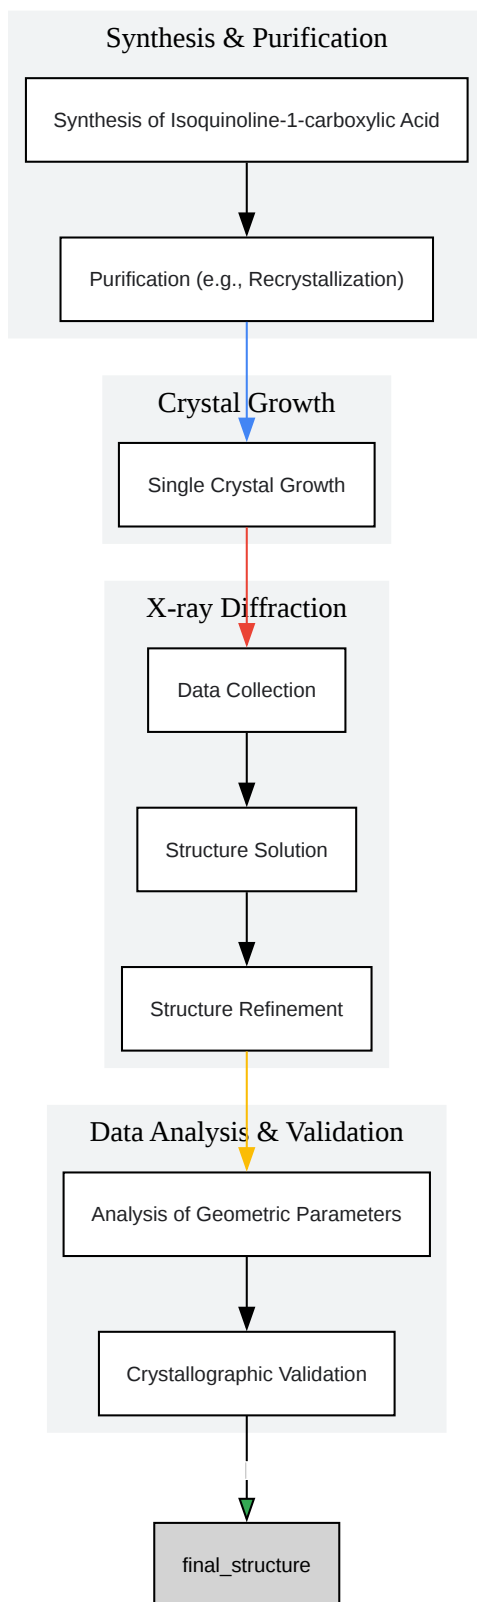 Synthesis & Purification
Synthesis of Isoquinoline-1-carboxylic Acid
Purification (e.g., Recrystallization)
Crystal Growth
Single Crystal Growth
X-ray Diffraction
Data Collection
Structure Solution
Structure Refinement
Data Analysis & Validation
Analysis of Geometric Parameters
Crystallographic Validation
final_structure